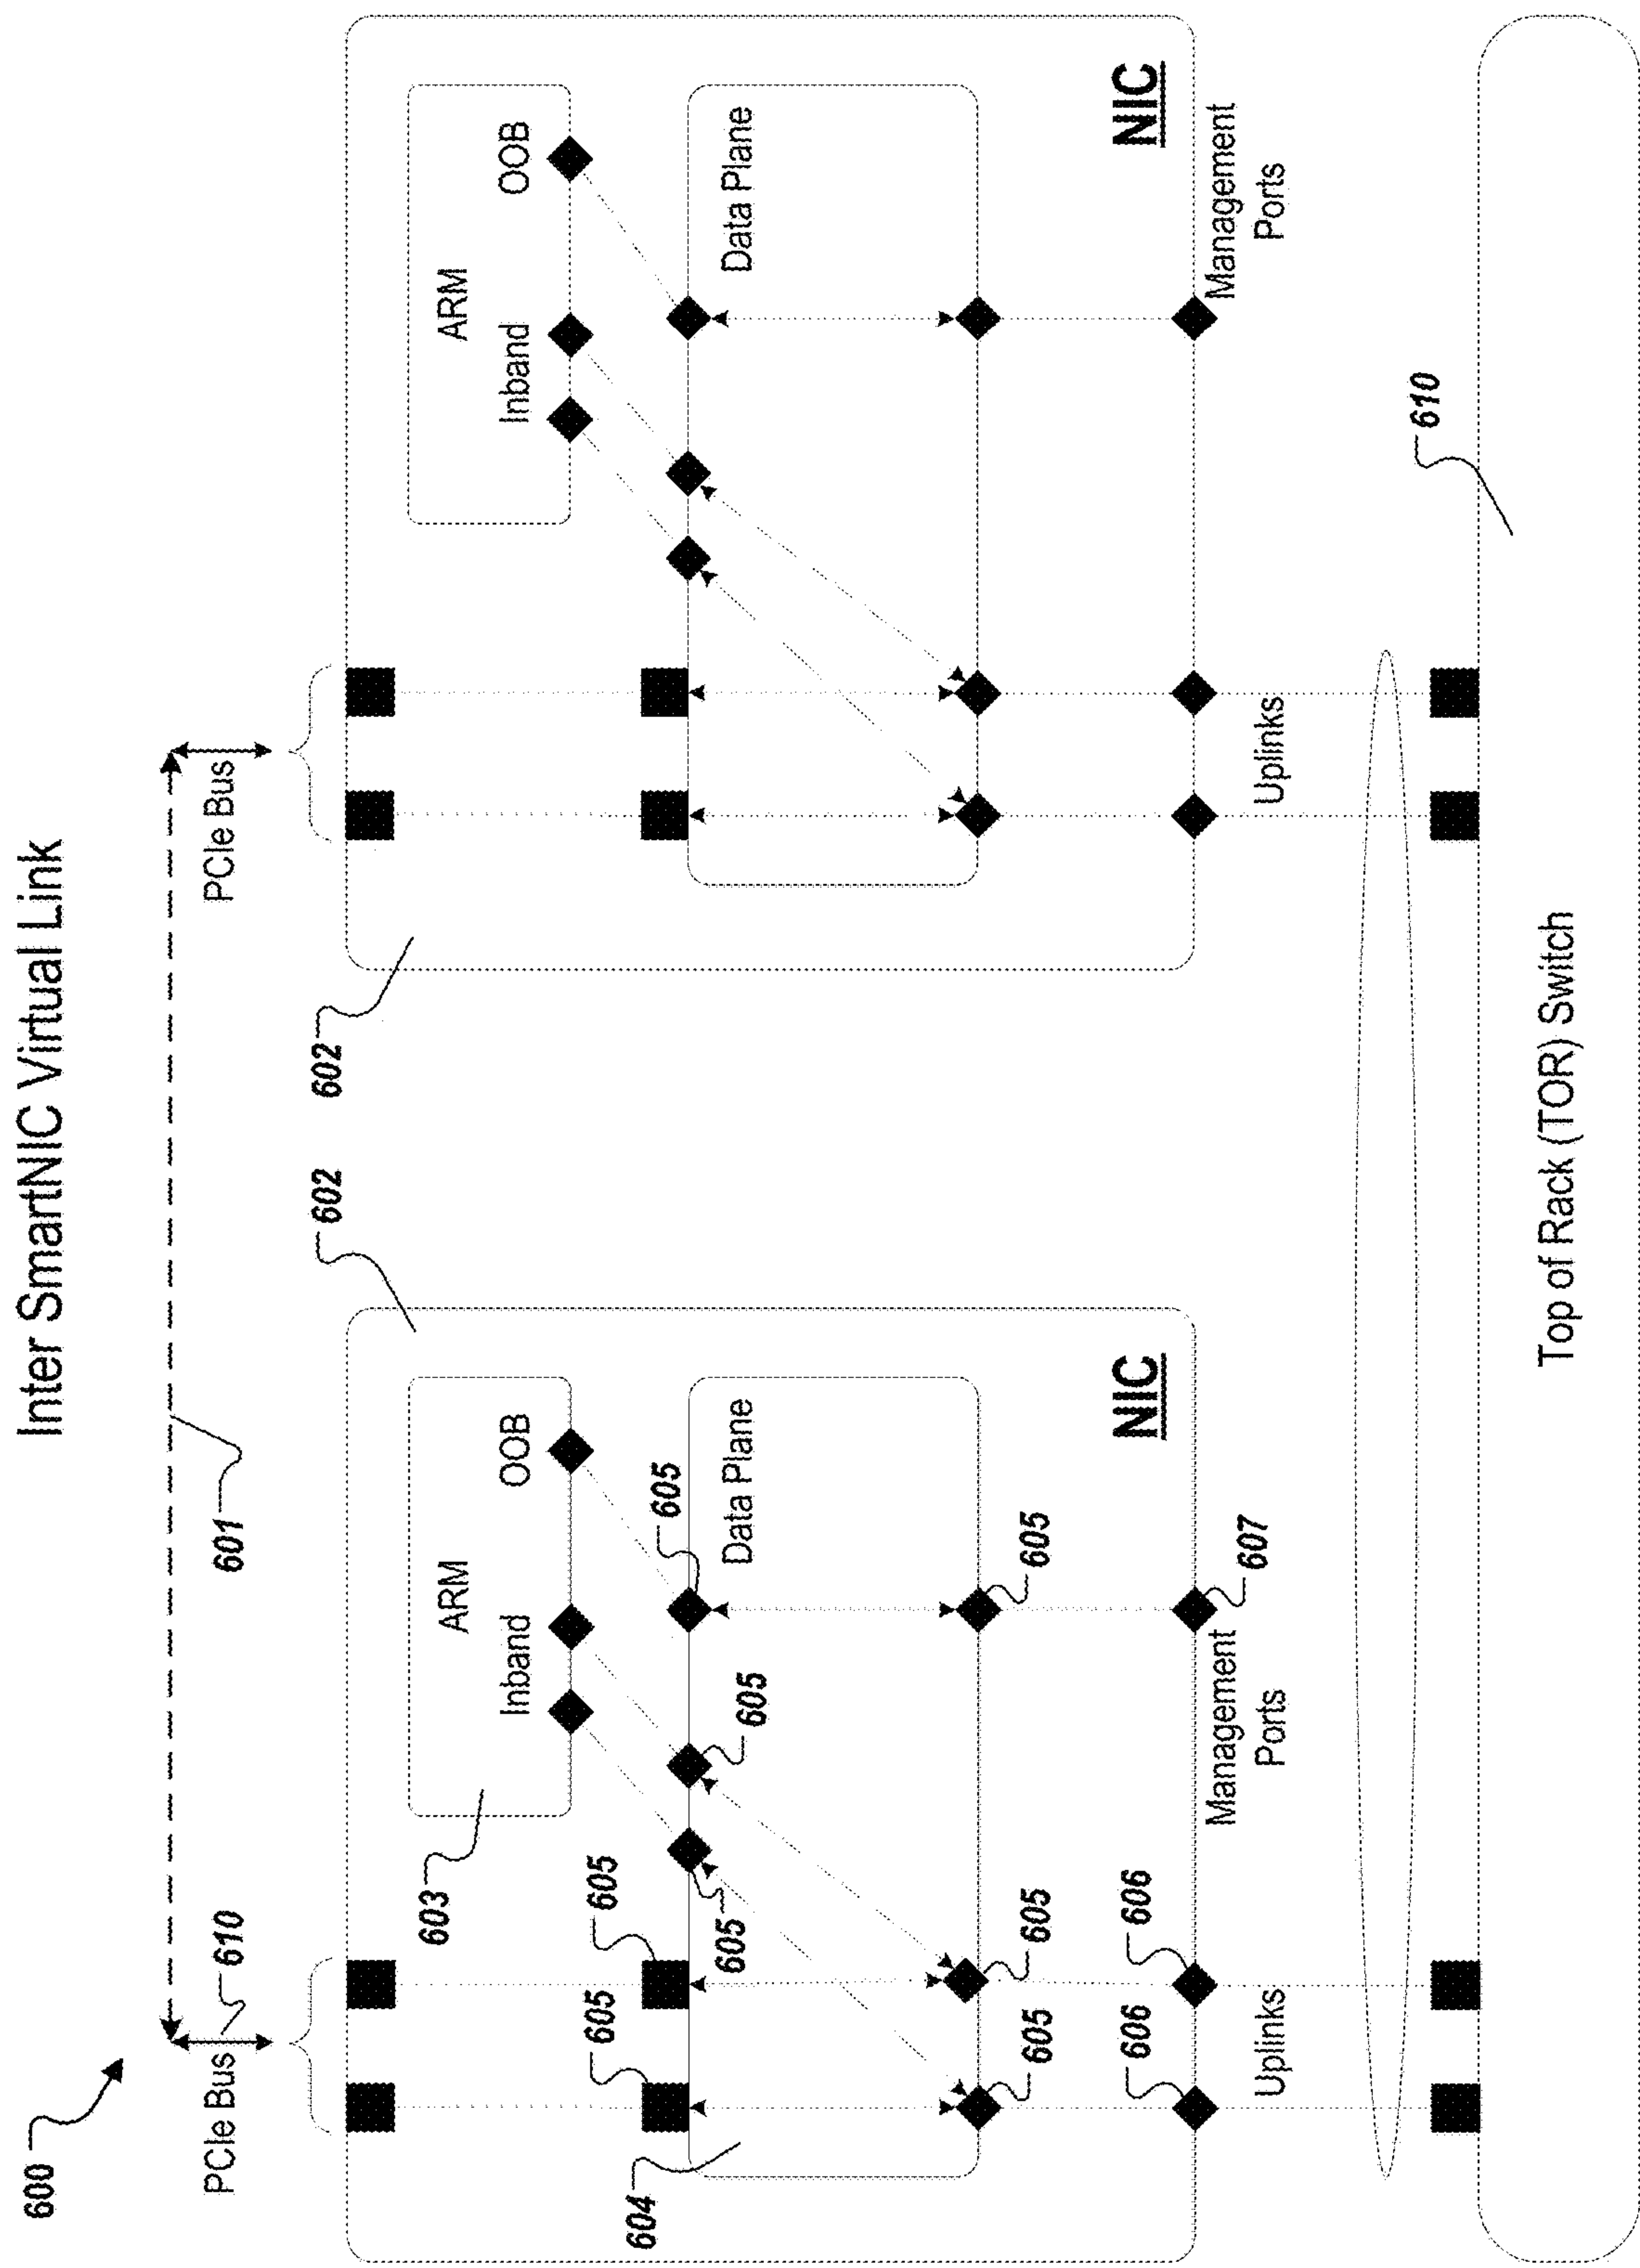 Inter SmartNIC Virtual Link
600
601
PCIe Bus
610
PCIe Bus
602
602
603
ARM
Inband
OOB
ARM
Inband
OOB
605
605
605
605
605
604
Data Plane
Data Plane
605
605
605
606
606
607
NIC
NIC
Uplinks
Management
Ports
Uplinks
Management
Ports
610
Top of Rack (TOR) Switch